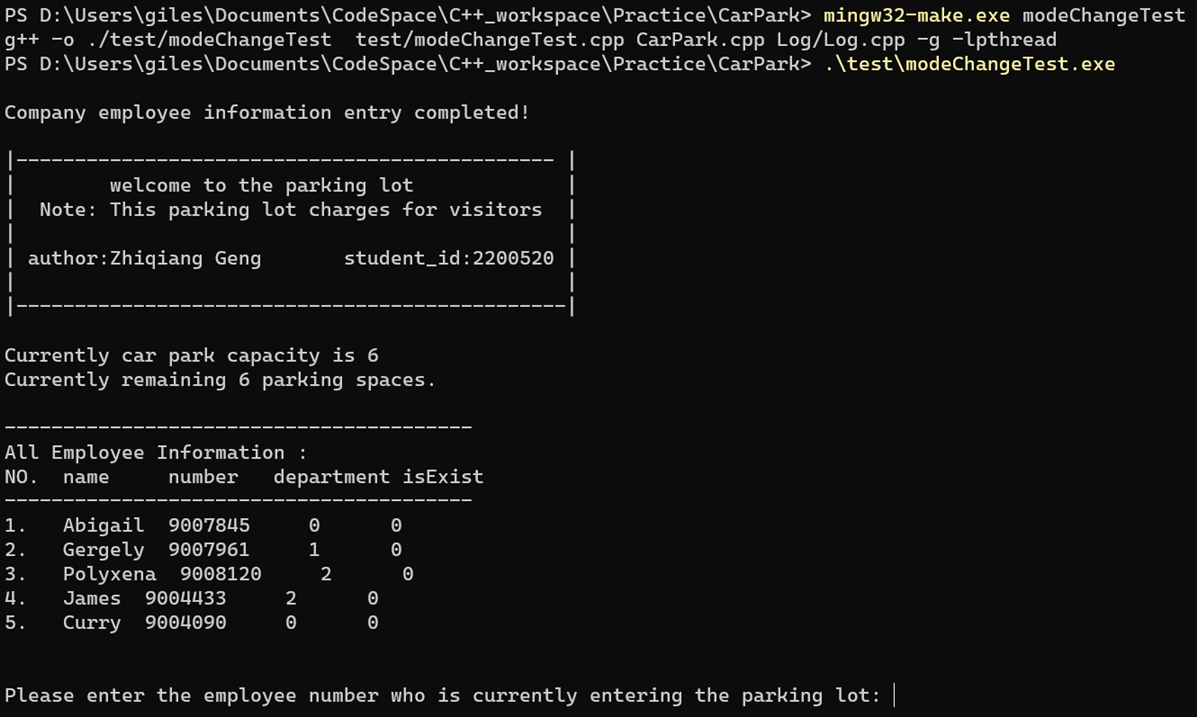 PS D:\Users\giles\Documents\CodeSpace\C++_workspace\Practice\CarPark> mingw32-make.exe modeChangeTest
g++ -o ./test/modeChangeTest  test/modeChangeTest.cpp CarPark.cpp Log/Log.cpp -g -lpthread
PS D:\Users\giles\Documents\CodeSpace\C++_workspace\Practice\CarPark> .\test\modeChangeTest.exe

Company employee information entry completed!

|---------------------------------------------- |
|        welcome to the parking lot             |
|  Note: This parking lot charges for visitors  |
|                                               |
| author:Zhiqiang Geng       student_id:2200520 |
|                                               |
|-----------------------------------------------|

Currently car park capacity is 6
Currently remaining 6 parking spaces.

----------------------------------------
All Employee Information :
NO.  name     number   department isExist
----------------------------------------
1.   Abigail  9007845     0      0
2.   Gergely  9007961     1      0
3.   Polyxena  9008120     2      0
4.   James  9004433     2      0
5.   Curry  9004090     0      0

Please enter the employee number who is currently entering the parking lot: